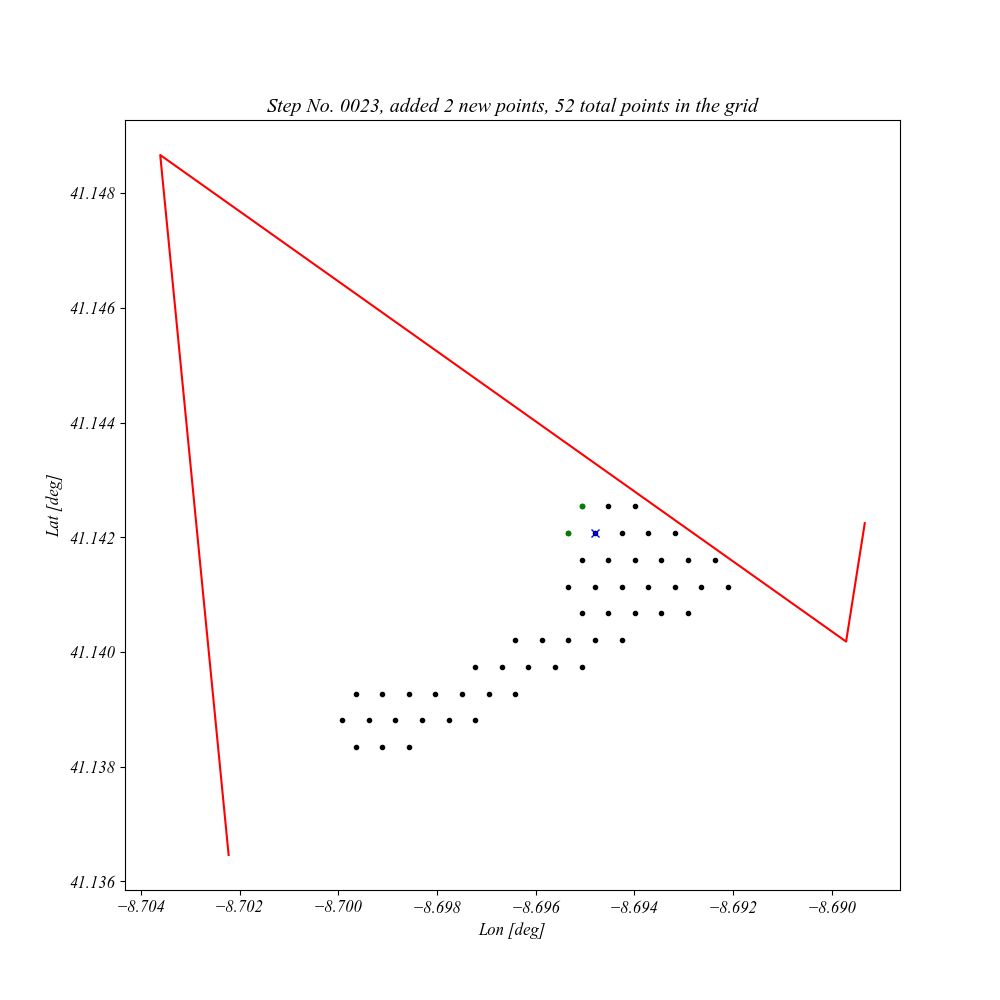 Step No. 0023, added 2 new points, 52 total points in the grid
41.148
41.146
41.144
41.142
41.140
41.138
41.136
Lat [deg]
−8.704 −8.702 −8.700 −8.698 −8.696 −8.694 −8.692 −8.690
Lon [deg]